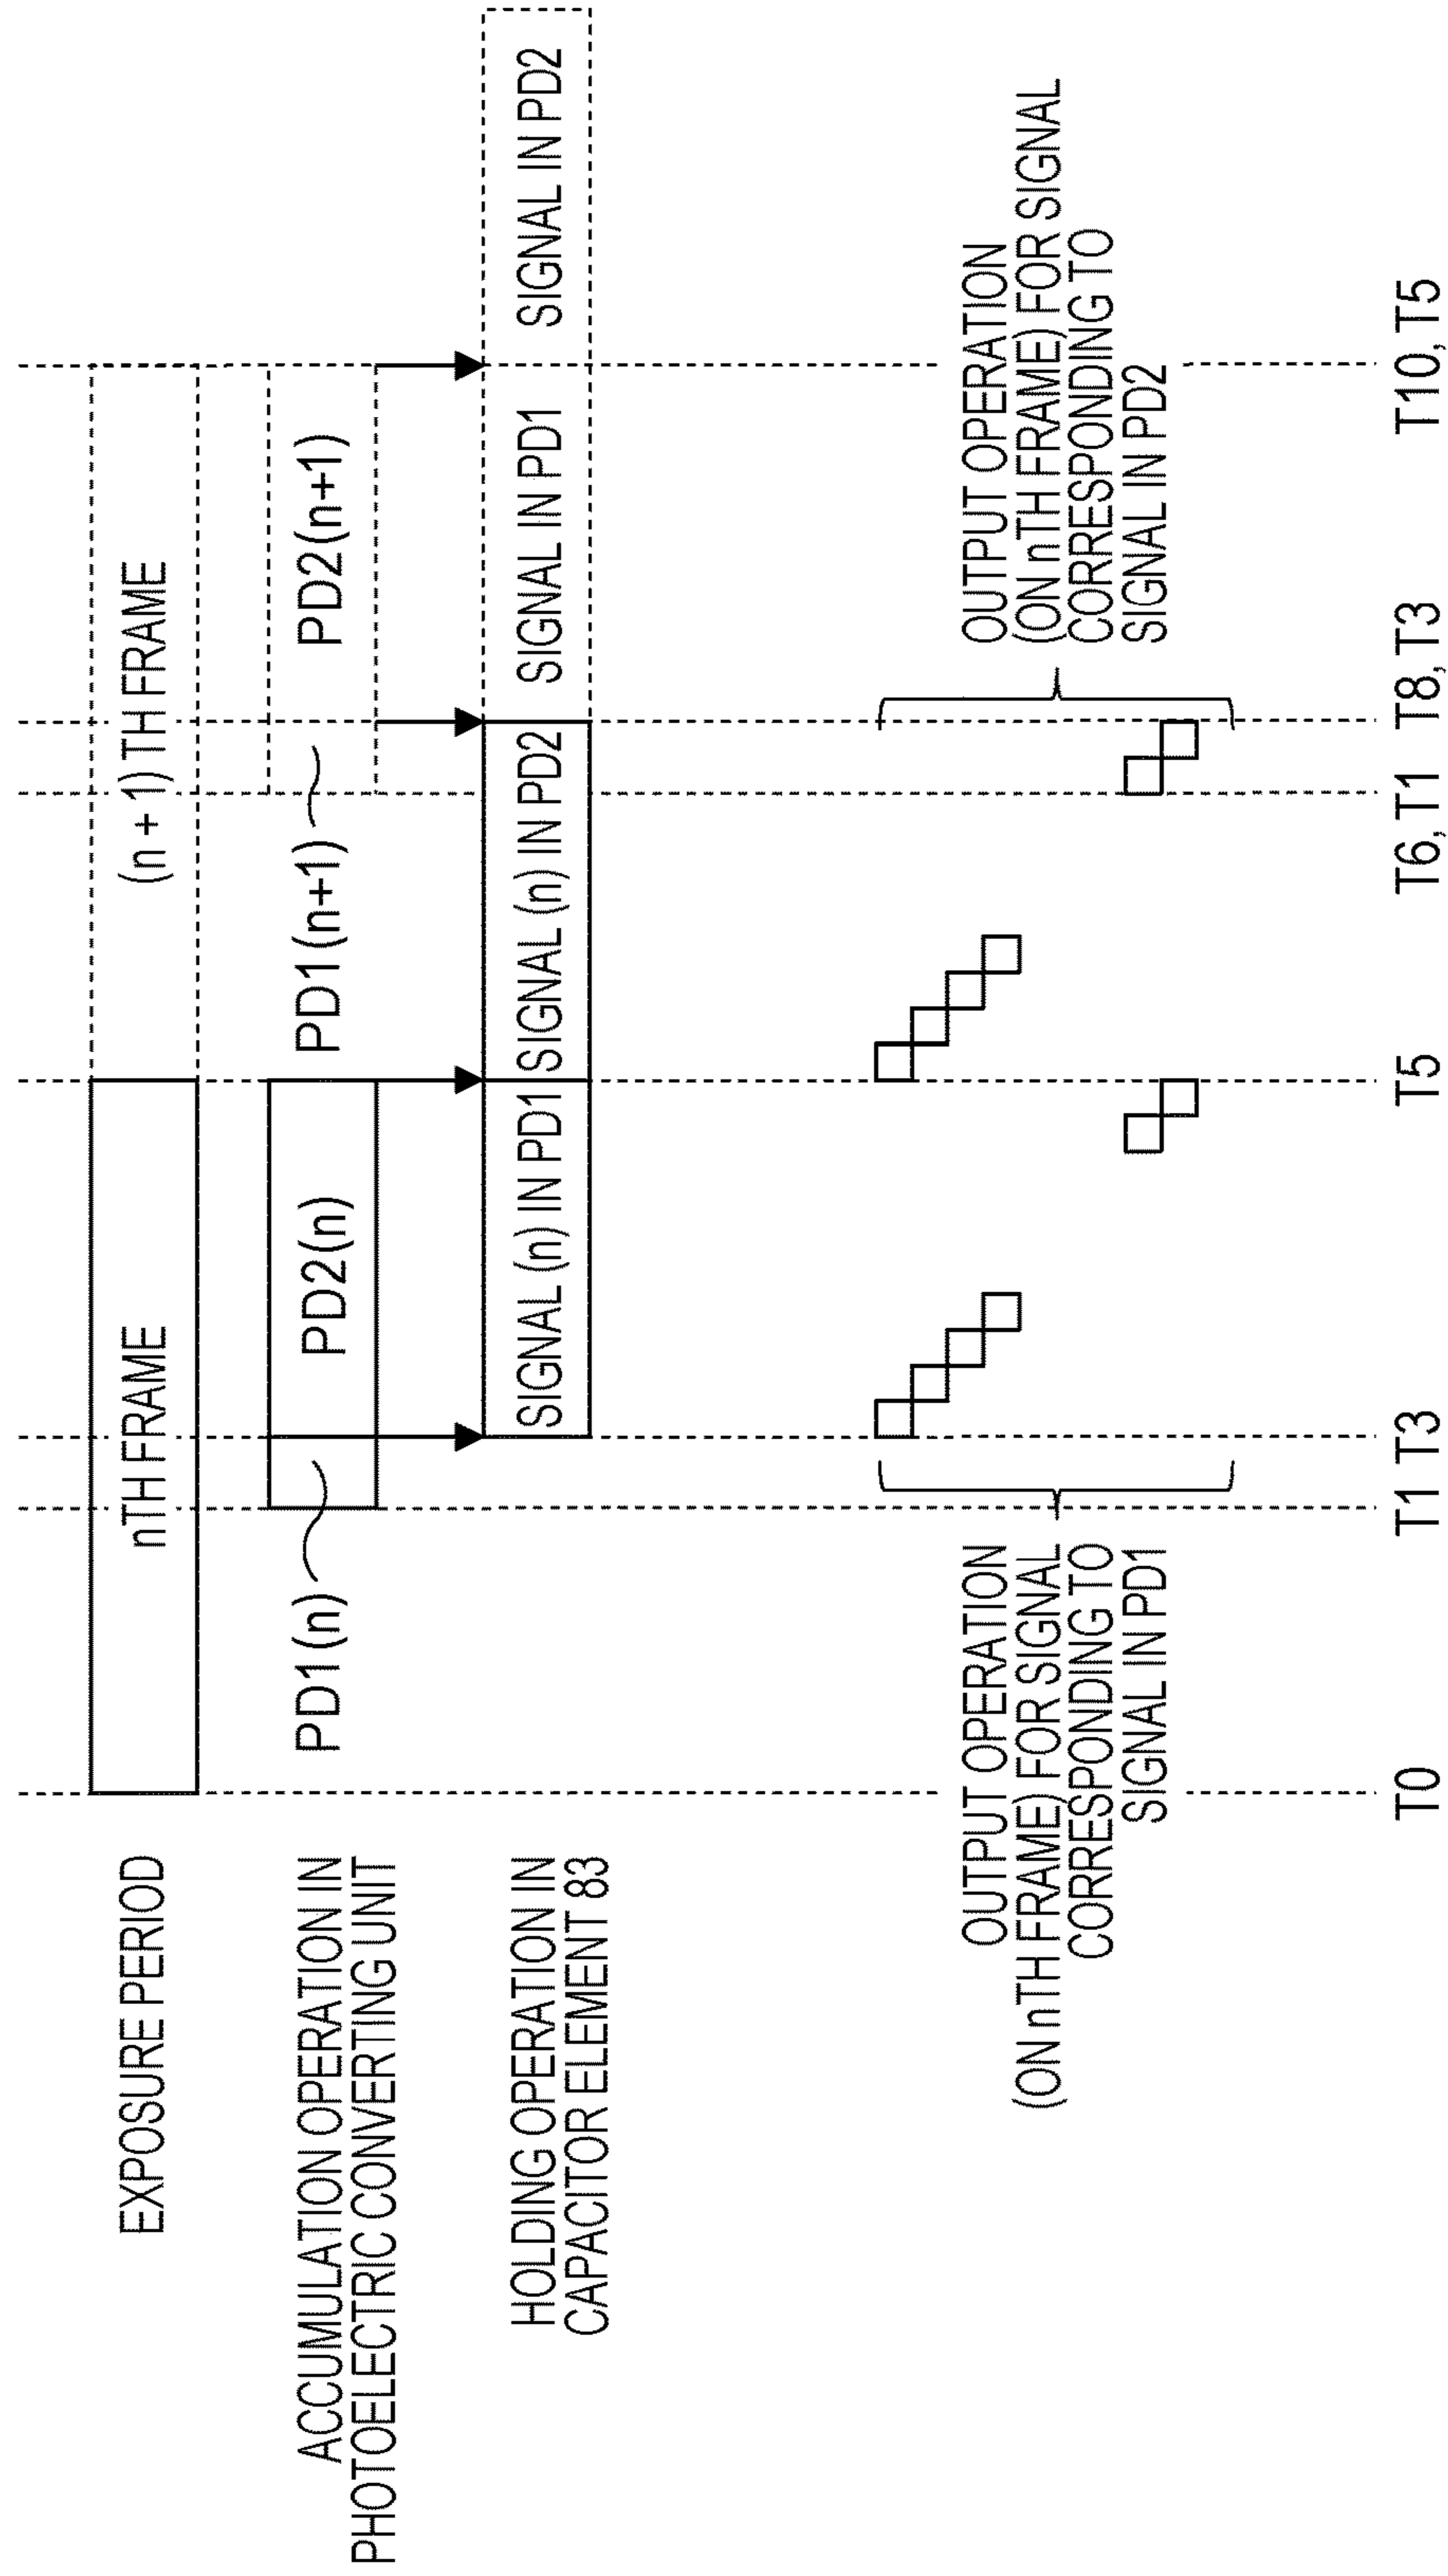 EXPOSURE PERIOD
nTH FRAME
(n + 1) TH FRAME
ACCUMULATION OPERATION IN
PHOTOELECTRIC CONVERTING UNIT
PD1(n)
PD2(n)
PD1(n+1)
PD2(n+1)
HOLDING OPERATION IN
CAPACITOR ELEMENT 83
SIGNAL (n) IN PD1
SIGNAL (n) IN PD2
SIGNAL IN PD1
SIGNAL IN PD2
OUTPUT OPERATION
(ON nTH FRAME) FOR SIGNAL
CORRESPONDING TO
SIGNAL IN PD1
OUTPUT OPERATION
(ON nTH FRAME) FOR SIGNAL
CORRESPONDING TO
SIGNAL IN PD2
T0
T1
T3
T5
T6, T1
T8, T3
T10, T5